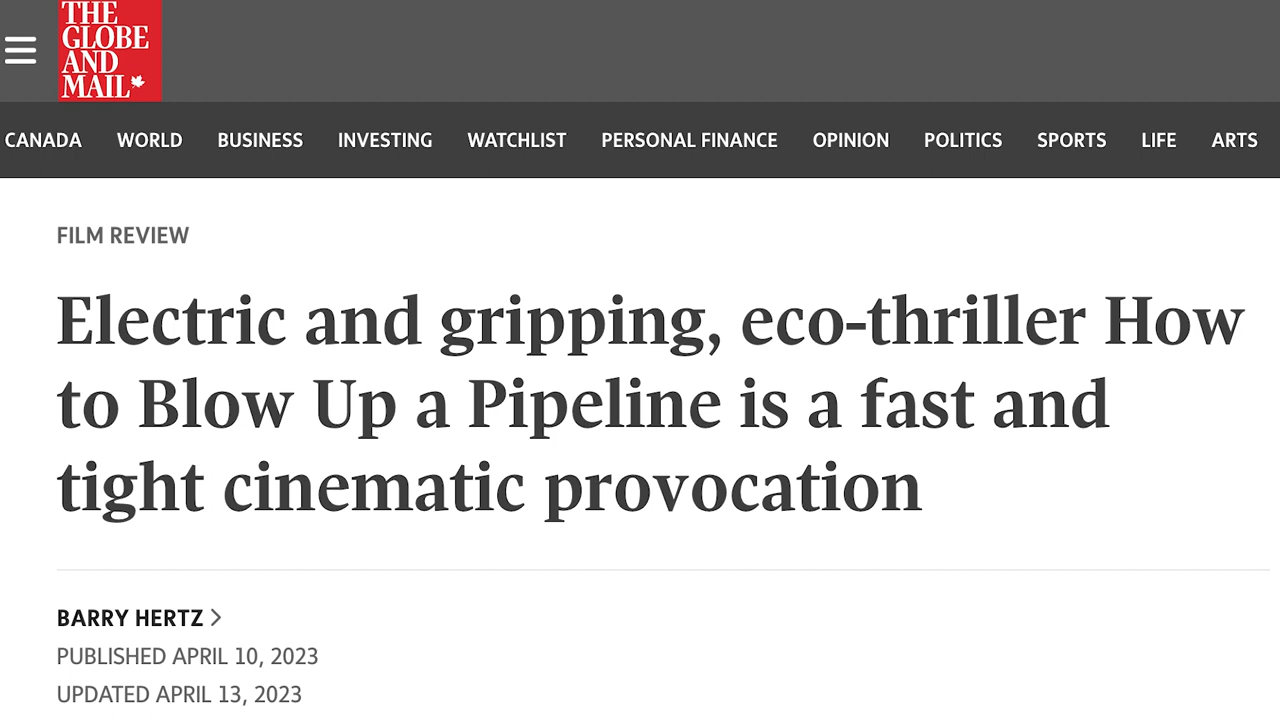 THE
GLOBE
AND
MAIL
CANADA WORLD BUSINESS INVESTING WATCHLIST PERSONAL FINANCE OPINION POLITICS SPORTS LIFE ARTS
FILM REVIEW
Electric and gripping, eco-thriller How
to Blow Up a Pipeline is a fast and
tight cinematic provocation
BARRY HERTZ >
PUBLISHED APRIL 10, 2023
UPDATED APRIL 13, 2023